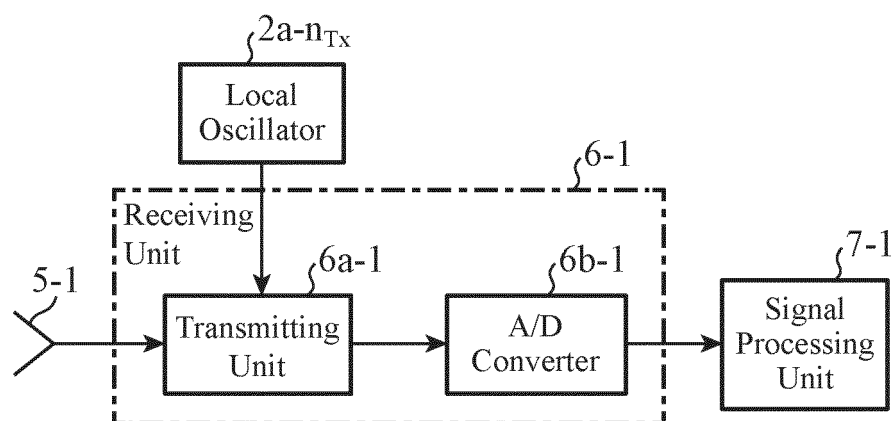 2a-nTx
Local
Oscillator
6-1
Receiving
Unit
6a-1
6b-1
7-1
5-1
Transmitting
Unit
A/D
Converter
Signal
Processing
Unit